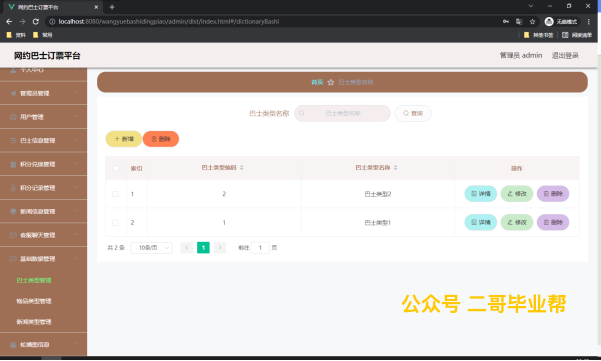 网约巴士订票平台
localhost:8080/wangyuebashidingpiao/admin/dist/index.html#/dictionaryBashi
无痕模式
资料
常用
其他书签
阅读清单
网约巴士订票平台
管理员 admin
退出登录
个人中心
管理员管理
用户管理
巴士信息管理
积分兑换管理
积分记录管理
新闻信息管理
客服聊天管理
基础数据管理
巴士类型管理
物品类型管理
新闻类型管理
轮播图信息
首页 ☆ 巴士类型管理
巴士类型名称
巴士类型名称
查询
+ 新增
删除
索引
巴士类型编码
巴士类型名称
操作
1
2
巴士类型2
详情
修改
删除
2
1
巴士类型1
详情
修改
删除
共 2 条
10条/页
<
1
>
前往
1
页
公众号 二哥毕业帮